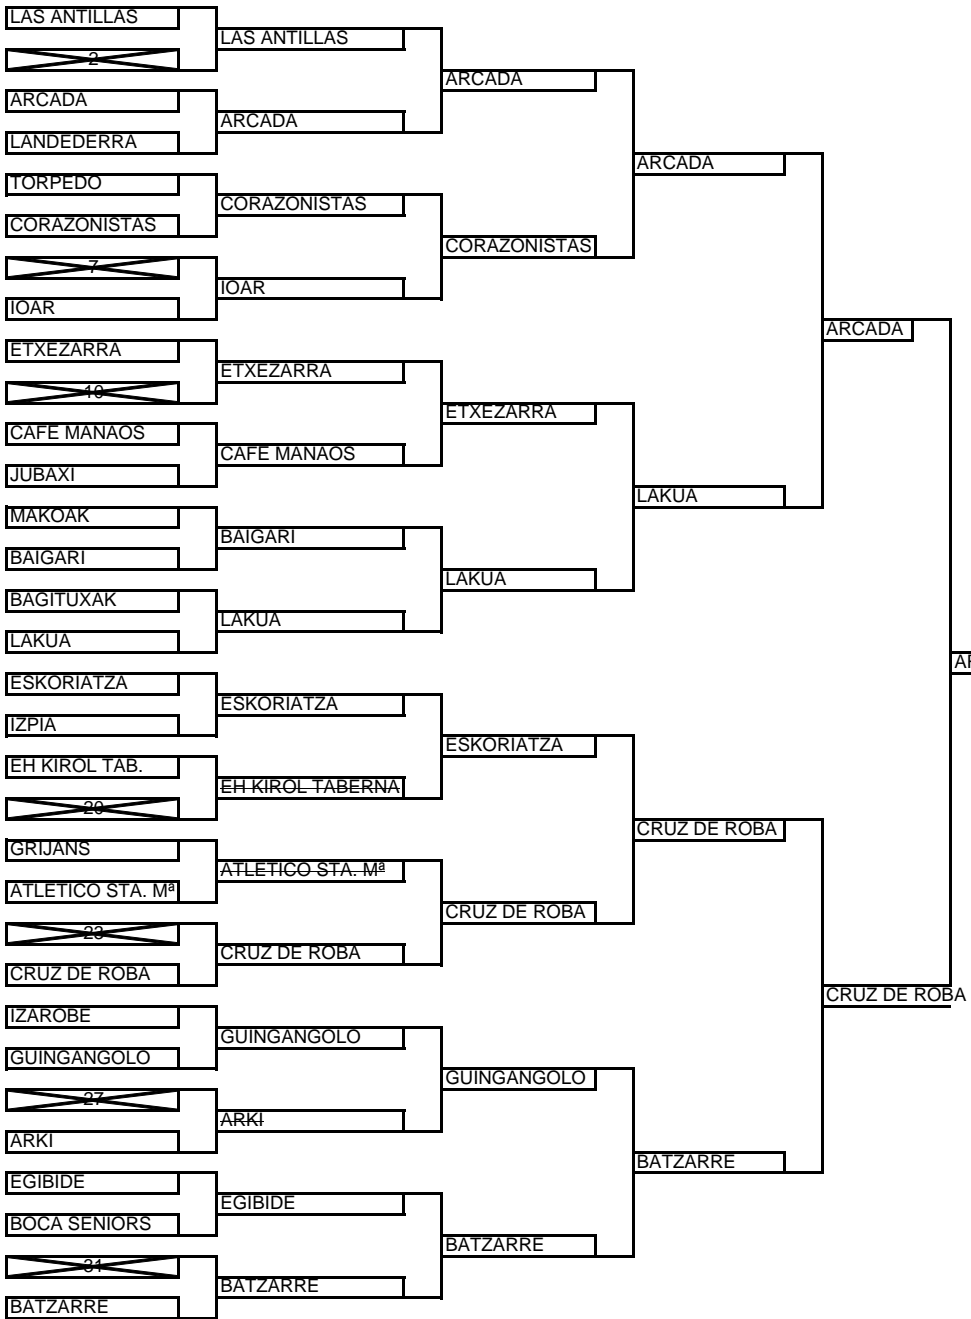 LAS ANTILLAS
2
ARCADA
LANDEDERRA
TORPEDO
CORAZONISTAS
7
IOAR
ETXEZARRA
10
CAFE MANAOS
JUBAXI
MAKOAK
BAIGARI
BAGITUXAK
LAKUA
ESKORIATZA
IZPIA
EH KIROL TAB.
20
GRIJANS
ATLETICO STA. Mª
23
CRUZ DE ROBA
IZAROBE
GUINGANGOLO
27
ARKI
EGIBIDE
BOCA SENIORS
31
BATZARRE
LAS ANTILLAS
ARCADA
CORAZONISTAS
IOAR
ETXEZARRA
CAFE MANAOS
BAIGARI
LAKUA
ESKORIATZA
EH KIROL TABERNA
ATLETICO STA. Mª
CRUZ DE ROBA
GUINGANGOLO
ARKI
EGIBIDE
BATZARRE
ARCADA
CORAZONISTAS
ETXEZARRA
LAKUA
ESKORIATZA
CRUZ DE ROBA
GUINGANGOLO
BATZARRE
ARCADA
LAKUA
CRUZ DE ROBA
BATZARRE
ARCADA
CRUZ DE ROBA